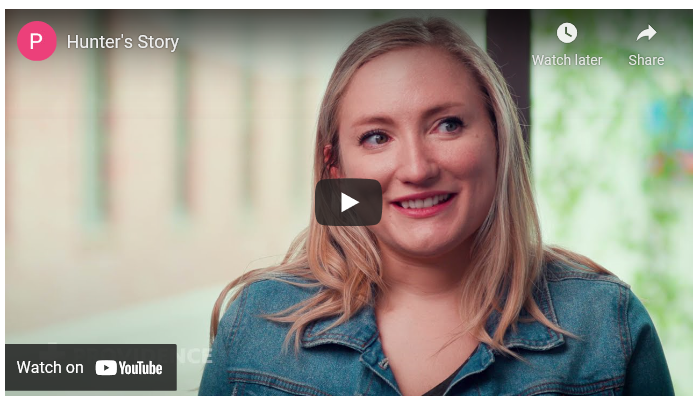 P
Hunter's Story
Watch later
Share
Watch on YouTube